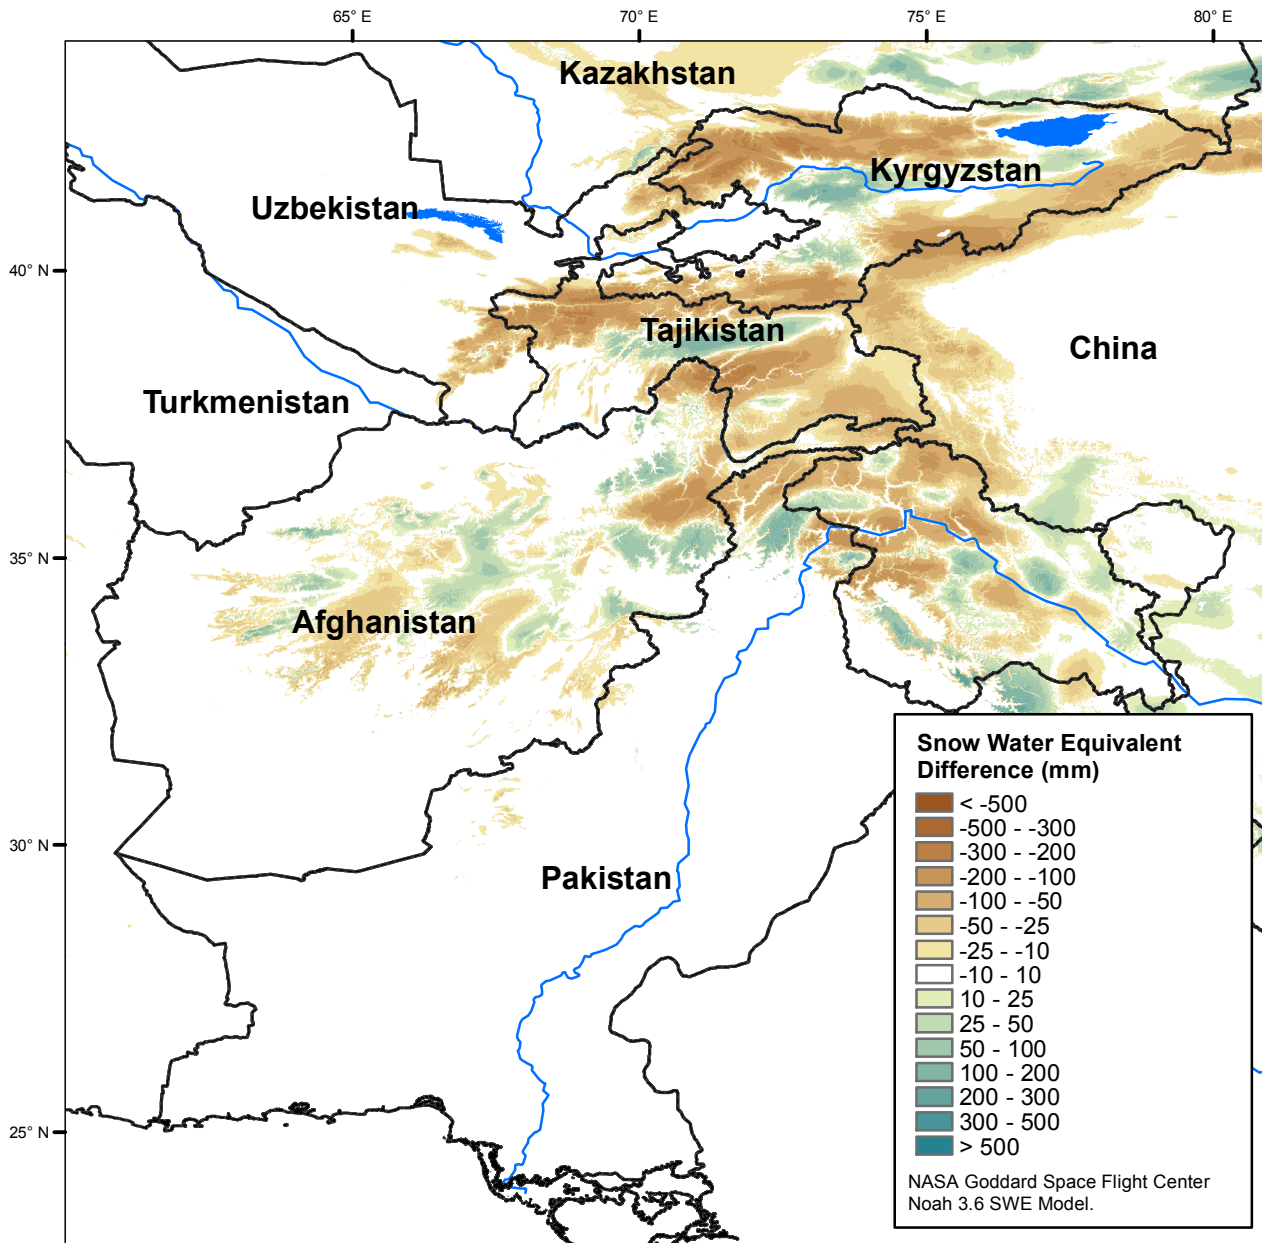 65° E
70° E
75° E
80° E
Kazakhstan
Kyrgyzstan
Uzbekistan
40° N
Tajikistan
China
Turkmenistan
35° N
Afghanistan
30° N
Pakistan
25° N
Snow Water Equivalent
Difference (mm)
< -500
-500 - -300
-300 - -200
-200 - -100
-100 - -50
-50 - -25
-25 - -10
-10 - 10
10 - 25
25 - 50
50 - 100
100 - 200
200 - 300
300 - 500
> 500
NASA Goddard Space Flight Center
Noah 3.6 SWE Model.